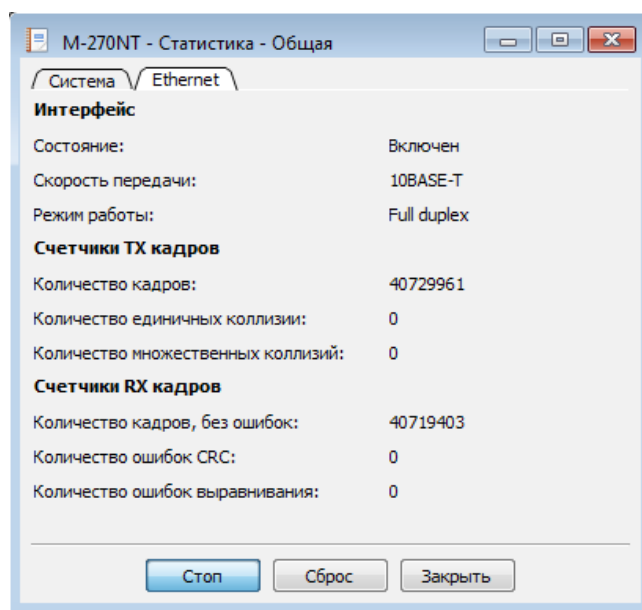 M-270NT - Статистика - Общая
Система Ethernet
Интерфейс
Состояние: Включен
Скорость передачи: 10BASE-T
Режим работы: Full duplex
Счетчики TX кадров
Количество кадров: 40729961
Количество единичных коллизии: 0
Количество множественных коллизий: 0
Счетчики RX кадров
Количество кадров, без ошибок: 40719403
Количество ошибок CRC: 0
Количество ошибок выравнивания: 0
Стоп Сброс Закрыть